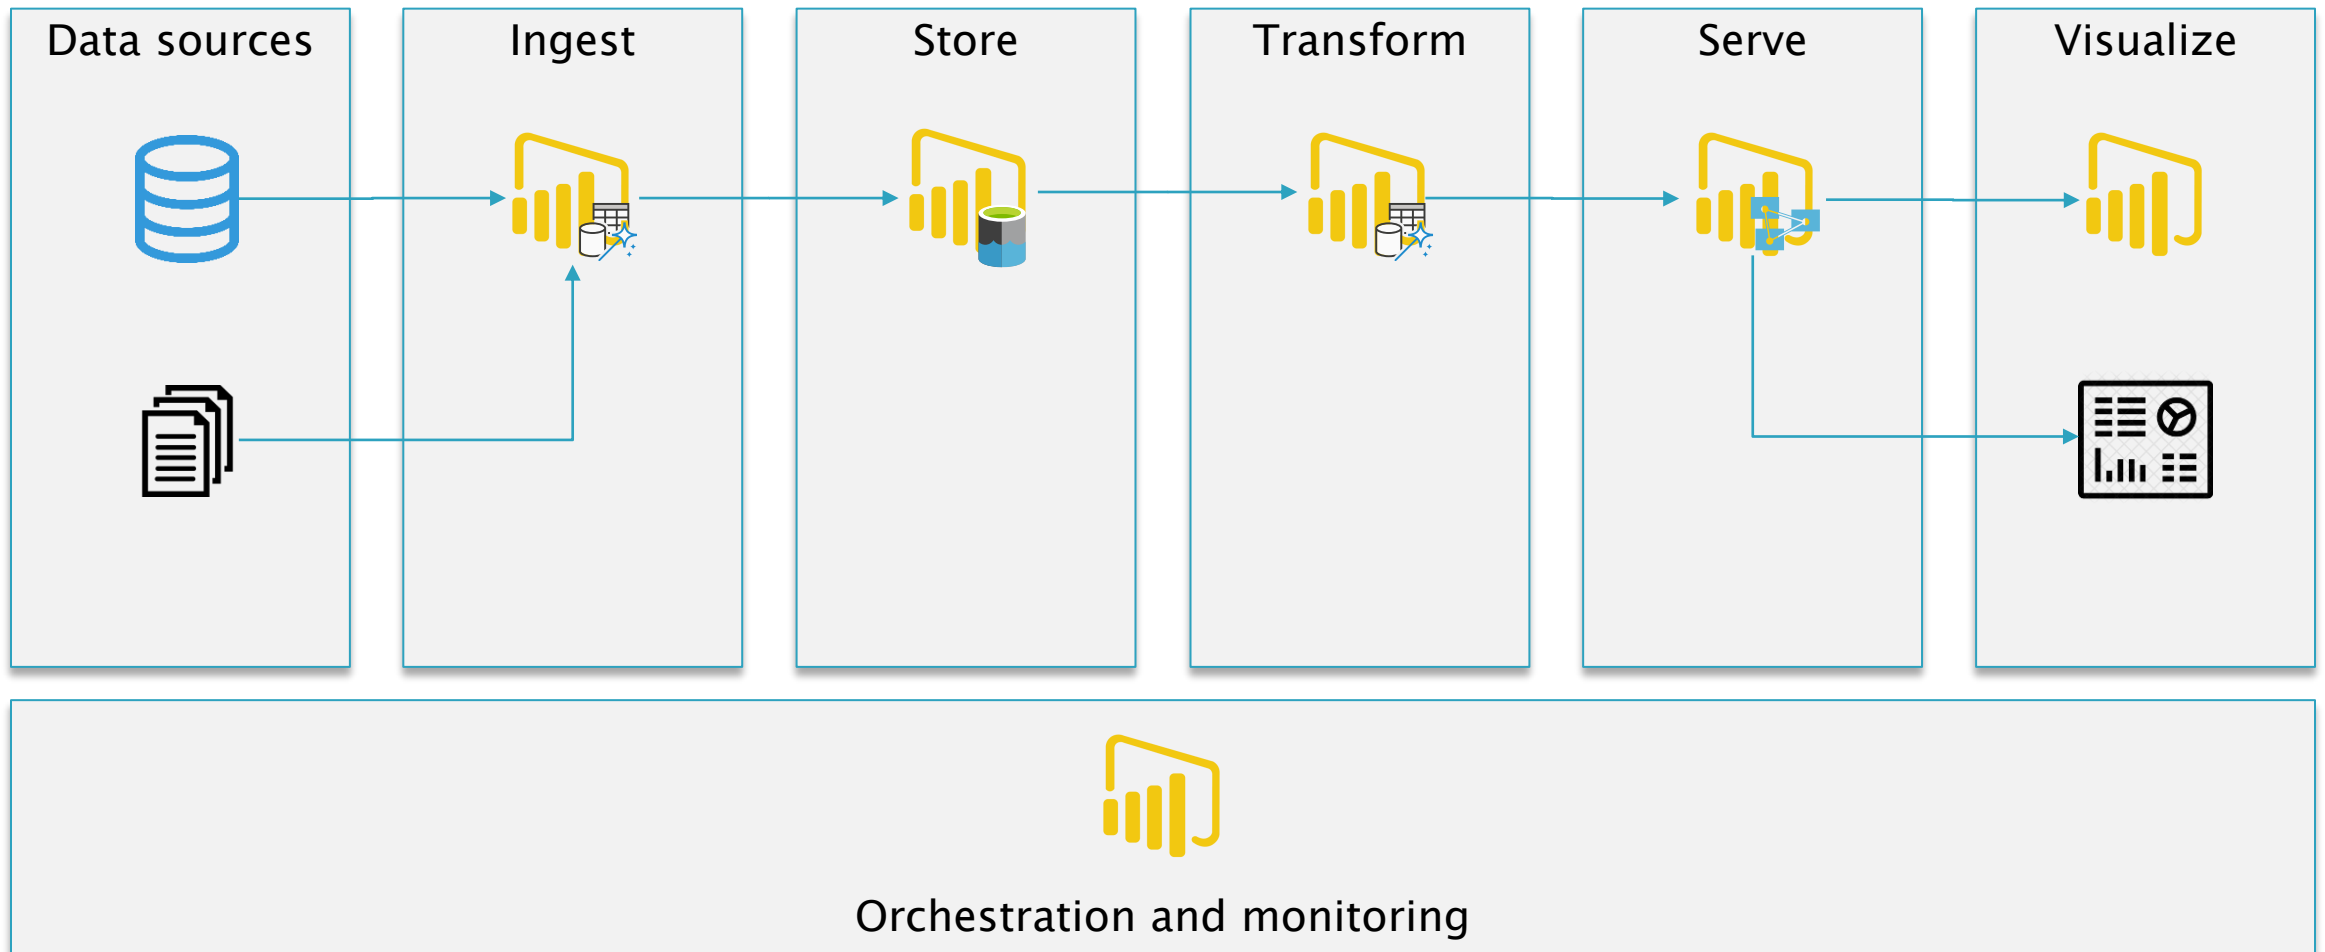 Data sources
Ingest
Store
Transform
Serve
Visualize
Orchestration and monitoring